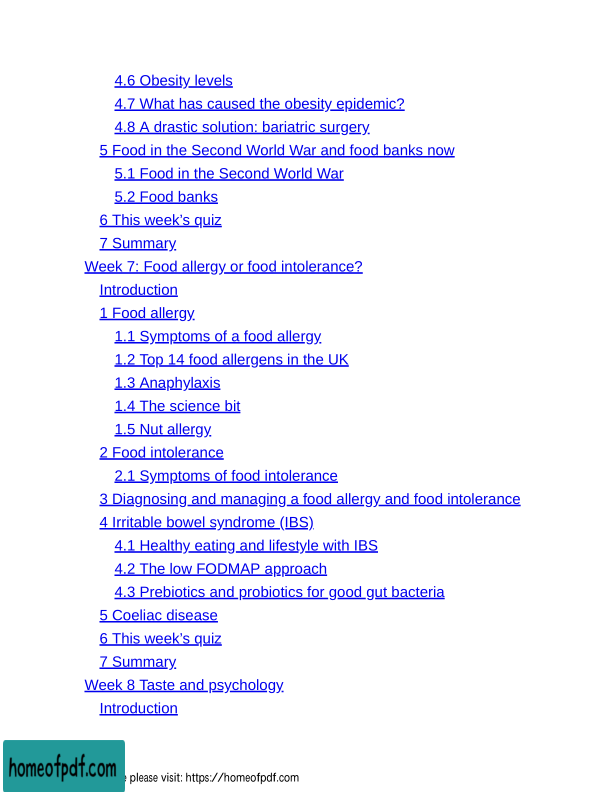 4.6 Obesity levels
4.7 What has caused the obesity epidemic?
4.8 A drastic solution: bariatric surgery
5 Food in the Second World War and food banks now
5.1 Food in the Second World War
5.2 Food banks
6 This week's quiz
7 Summary
Week 7: Food allergy or food intolerance?
Introduction
1 Food allergy
1.1 Symptoms of a food allergy
1.2 Top 14 food allergens in the UK
1.3 Anaphylaxis
1.4 The science bit
1.5 Nut allergy
2 Food intolerance
2.1 Symptoms of food intolerance
3 Diagnosing and managing a food allergy and food intolerance
4 Irritable bowel syndrome (IBS)
4.1 Healthy eating and lifestyle with IBS
4.2 The low FODMAP approach
4.3 Prebiotics and probiotics for good gut bacteria
5 Coeliac disease
6 This week's quiz
7 Summary
Week 8 Taste and psychology
Introduction
homeofpdf.com
please visit: https://homeofpdf.com